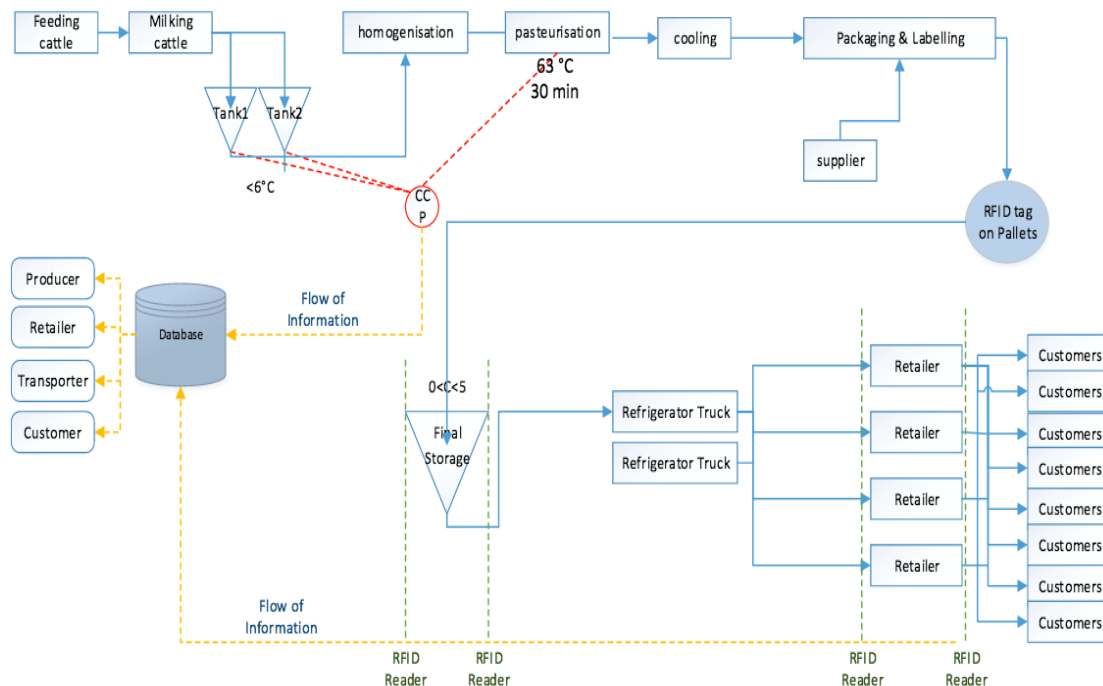 Feeding
cattle
Milking
cattle
homogenisation
pasteurisation
cooling
Packaging & Labelling
63 °C
30 min
Tank1
Tank2
supplier
<6°C
CC
P
RFID tag
on Pallets
Producer
Retailer
Transporter
Customer
Database
Flow of
Information
0<C<5
Final
Storage
Refrigerator Truck
Refrigerator Truck
Retailer
Retailer
Retailer
Retailer
Customers
Customers
Customers
Customers
Customers
Customers
Customers
Customers
Flow of
Information
RFID
Reader
RFID
Reader
RFID
Reader
RFID
Reader